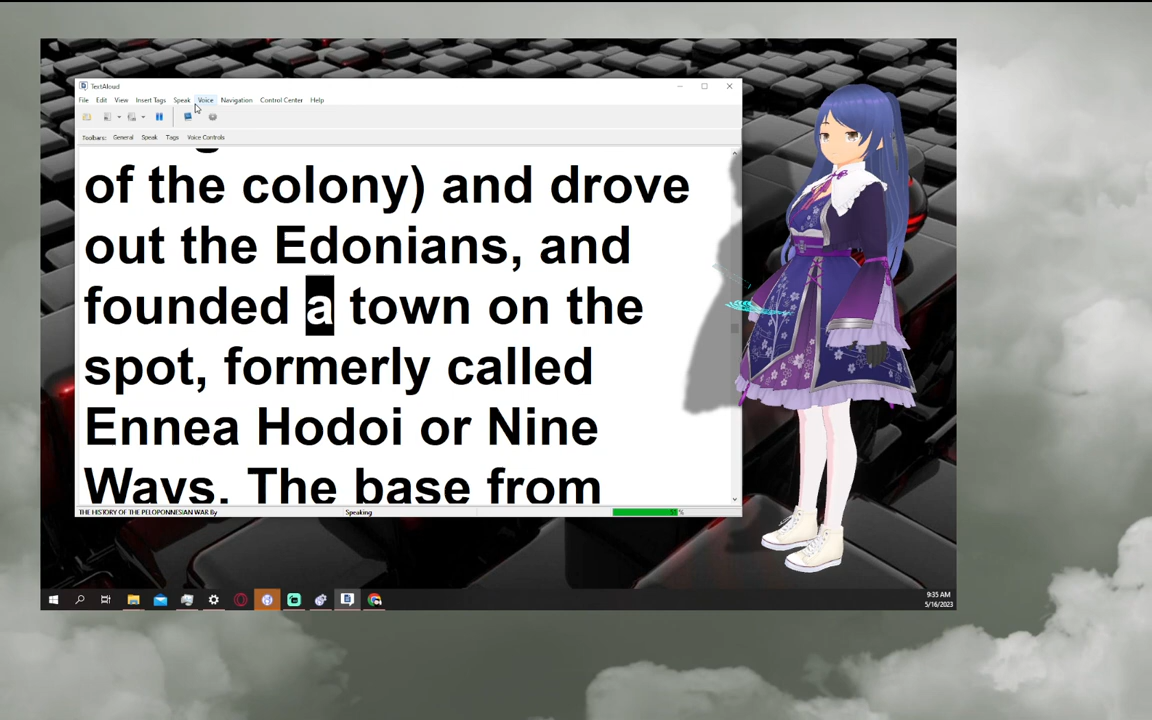 TextAloud
File Edit View Insert Tags Speak Voice Navigation Control Center Help
Toolbars: General Speak Tags Voice Controls
of the colony) and drove
out the Edonians, and
founded a town on the
spot, formerly called
Ennea Hodoi or Nine
Ways. The base from
THE HISTORY OF THE PELOPONNESIAN WAR By Speaking
9:35 AM
5/16/2023